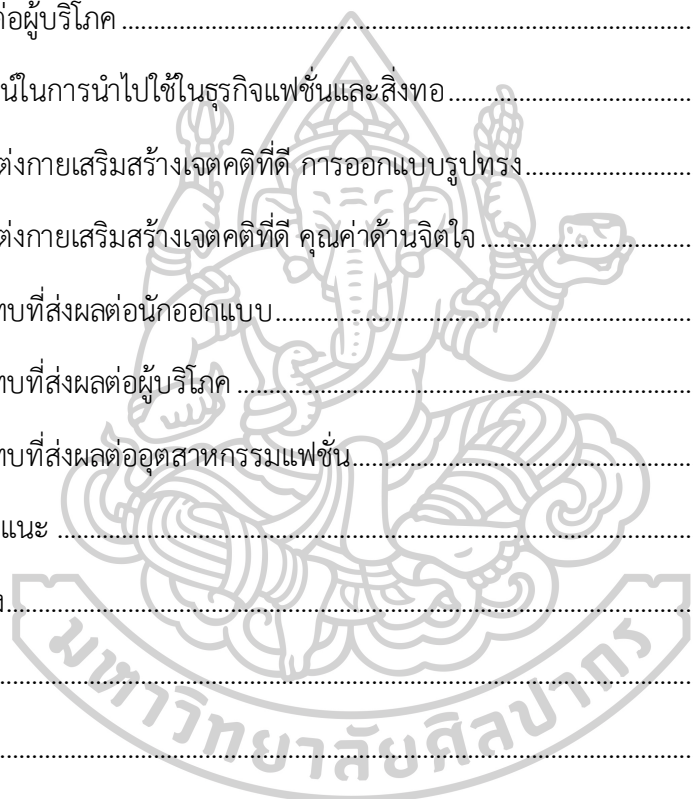 ่อผู้บริโภค
น์ในการนำไปใช้ในธุรกิจแฟชั่นและสิ่งทอ
ต่งกายเสริมสร้างเจตคติที่ดี การออกแบบรูปทรง
ต่งกายเสริมสร้างเจตคติที่ดี คุณค่าด้านจิตใจ
ทบที่ส่งผลต่อนักออกแบบ
ทบที่ส่งผลต่อผู้บริโภค
ทบที่ส่งผลต่ออุตสาหกรรมแฟชั่น
แนะ
ง
มหาวิทยาลัยศิลปากร